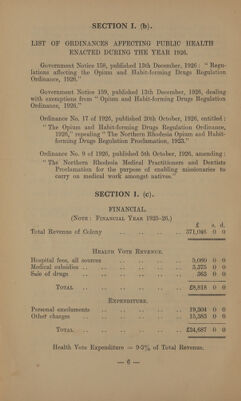 SECTION I. (b).
LIST OF ORDINANCES AFFECTING PUBLIC HEALTH
ENACTED DURING THE YEAR 1926.
Government Notice 158, published 13th December, 1926: " Regu-
lations affecting the Opium and Habit-forming Drugs Regulation
Ordinance, 1926."
Government Notice 159, published 13th December, 1926, dealing
with exemptions from " Opium and Habit-forming Drugs Regulation
Ordinance, 1926."
Ordinance No. 17 of 1926, published 20th October, 1926, entitled:
" The Opium and Habit-forming Drugs Regulation Ordinance,
1926," repealing " The Northern Rhodesia Opium and Habit-
forming Drugs Regulation Proclamation, 1923."
Ordinance No. 9 of 1926, published 5th October, 1926, amending:
" The Northern Rhodesia Medical Practitioners and Dentists
Proclamation for the purpose of enabling missionaries to
carry on medical work amongst natives."
SECTION I. (c).
FINANCIAL.
(NOTE: FINANCIAL YEAR 1925-26.)
£ s. d.
Total Revenue of Colony .. .. .. .. .. 371,046 0 0
HEALTH VOTE REVENUE.
Hospital fees, all sources .. .. .. .. 0 0
Medical subsidies .. .. .. .. .. .. 3,375 0 0
Sale of drugs .. .. .. .. .. .. 363 0 0
TOTAL .. .. .. .. .. £8,818 0 0
EXPENDITURE.
Personal emoluments .. .. .. .. .. 0 0
Other charges .. .. .. .. .. .. 0 0
TOTAL .. .. .. .. .. £34,687 0 0
Health Vote Expenditure = 9·3% of Total Revenue.
— 6 —